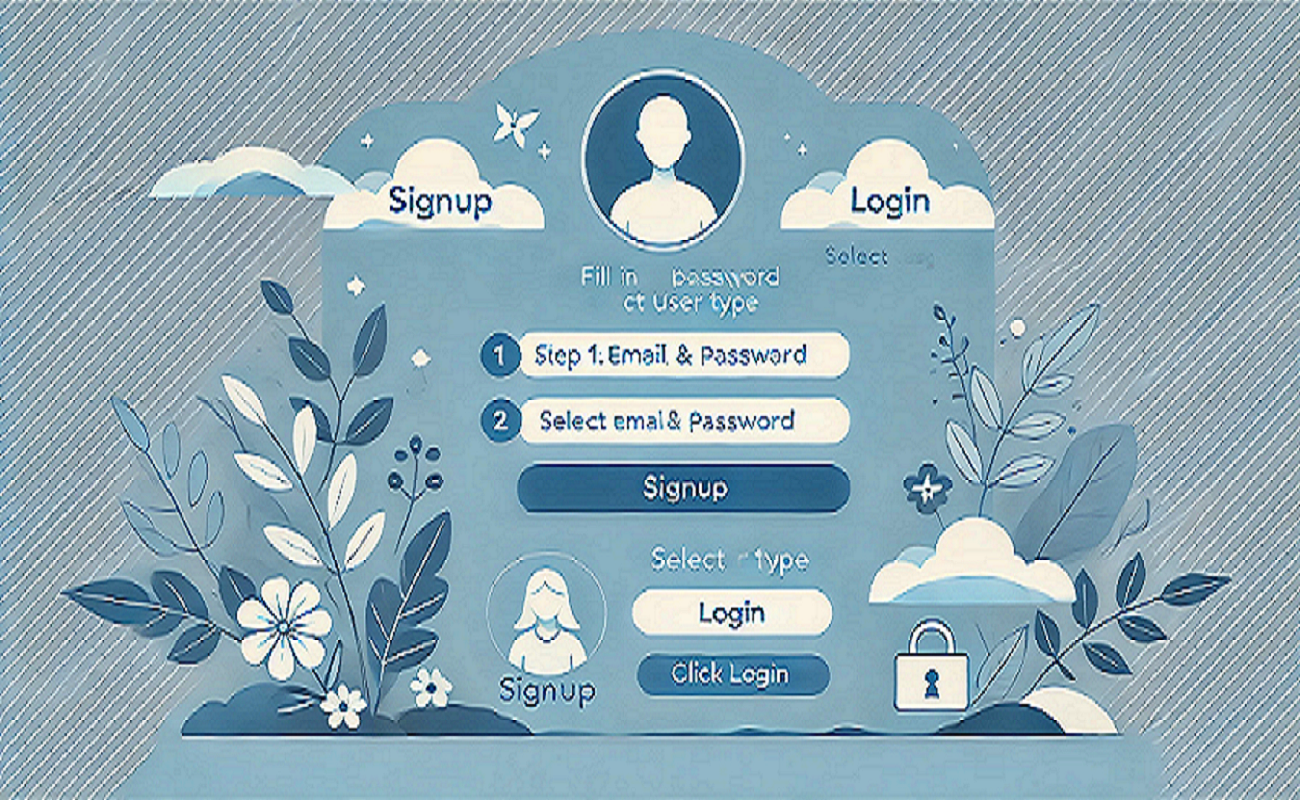 Signup
Login
Select
Fill in password
ct User type
1 Step 1: Email & Password
2 Select emal & Password
Signup
Select type
Login
Click Login
Signup